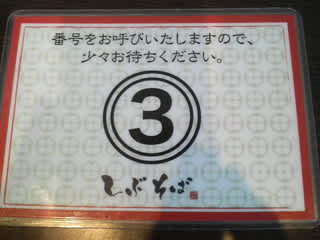 番号をお呼びいたしますので、
少々お待ちください。
3
しぶそば